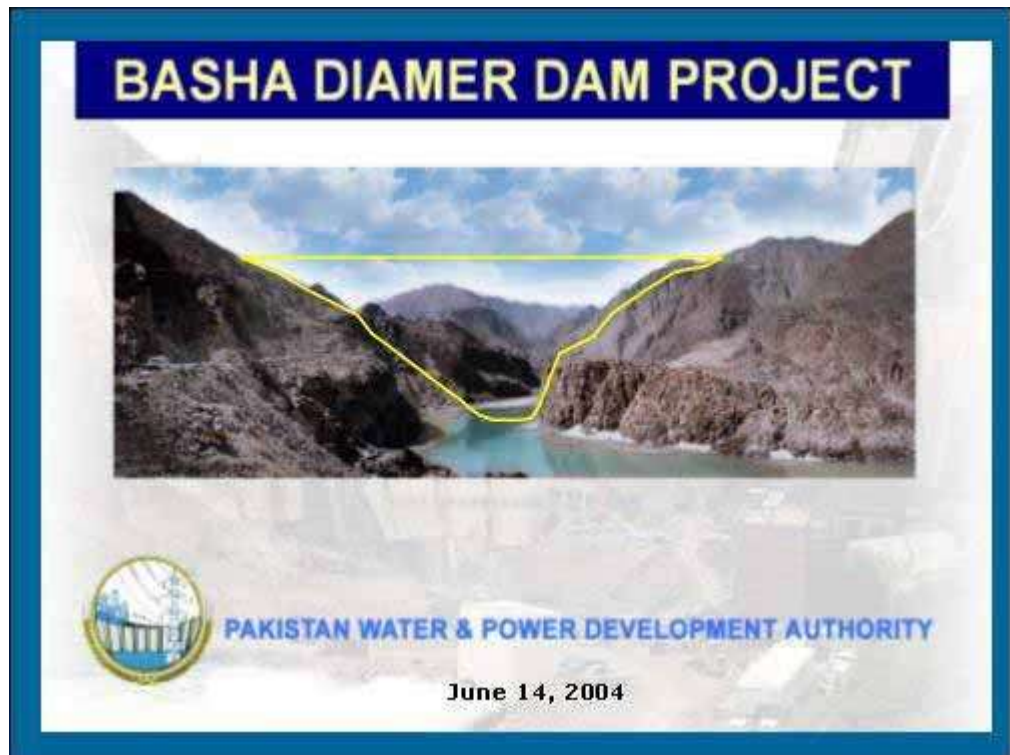 BASHA DIAMER DAM PROJECT
PAKISTAN WATER & POWER DEVELOPMENT AUTHORITY
June 14, 2004